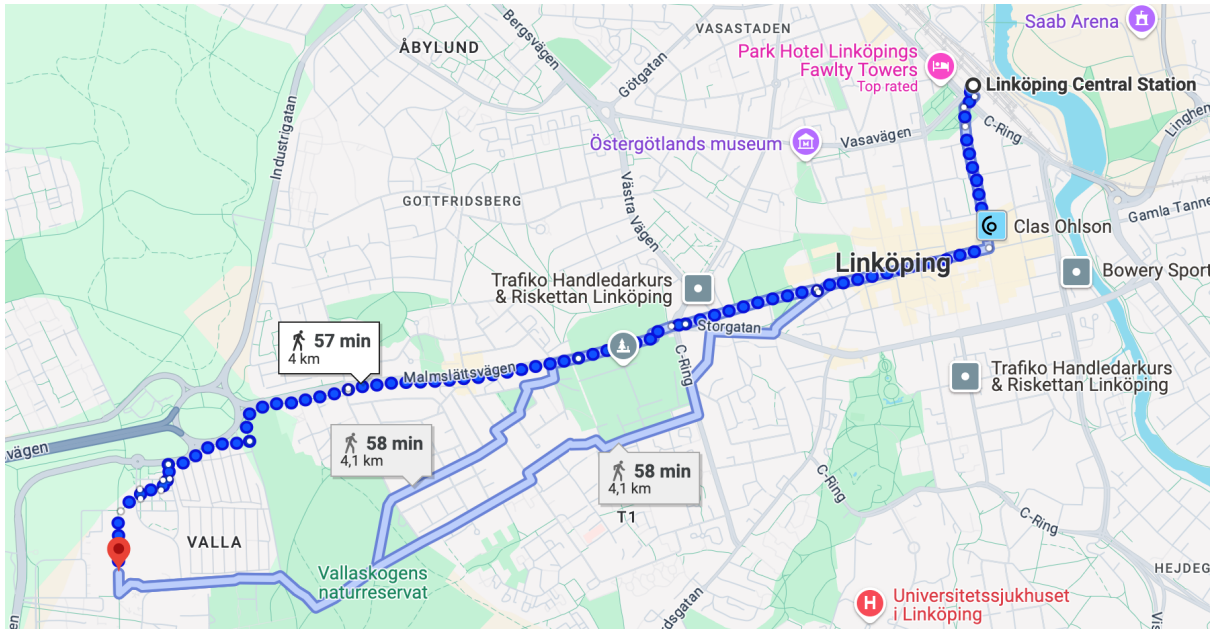 VASASTADEN
Saab Arena
ÅBYLUND
Bergsvägen
Park Hotel Linköpings
Fawlty Towers
Top rated
Götgatan
Linköping Central Station
Industrigatan
C-Ring
Linghem
Vasavägen
Östergötlands museum
Västra Vägen
GOTTFRIDSBERG
Gamla Tanne
Clas Ohlson
Linköping
Bowery Sport
Trafiko Handledarkurs
& Riskettan Linköping
Storgatan
57 min
4 km
C-Ring
Malmslättsvägen
Trafiko Handledarkurs
& Riskettan Linköping
svägen
58 min
4,1 km
58 min
4,1 km
C-Ring
T1
C-Ring
VALLA
Vallaskogens
naturreservat
HEJDEG
H
Universitetssjukhuset
i Linköping
dsgatan
Vis